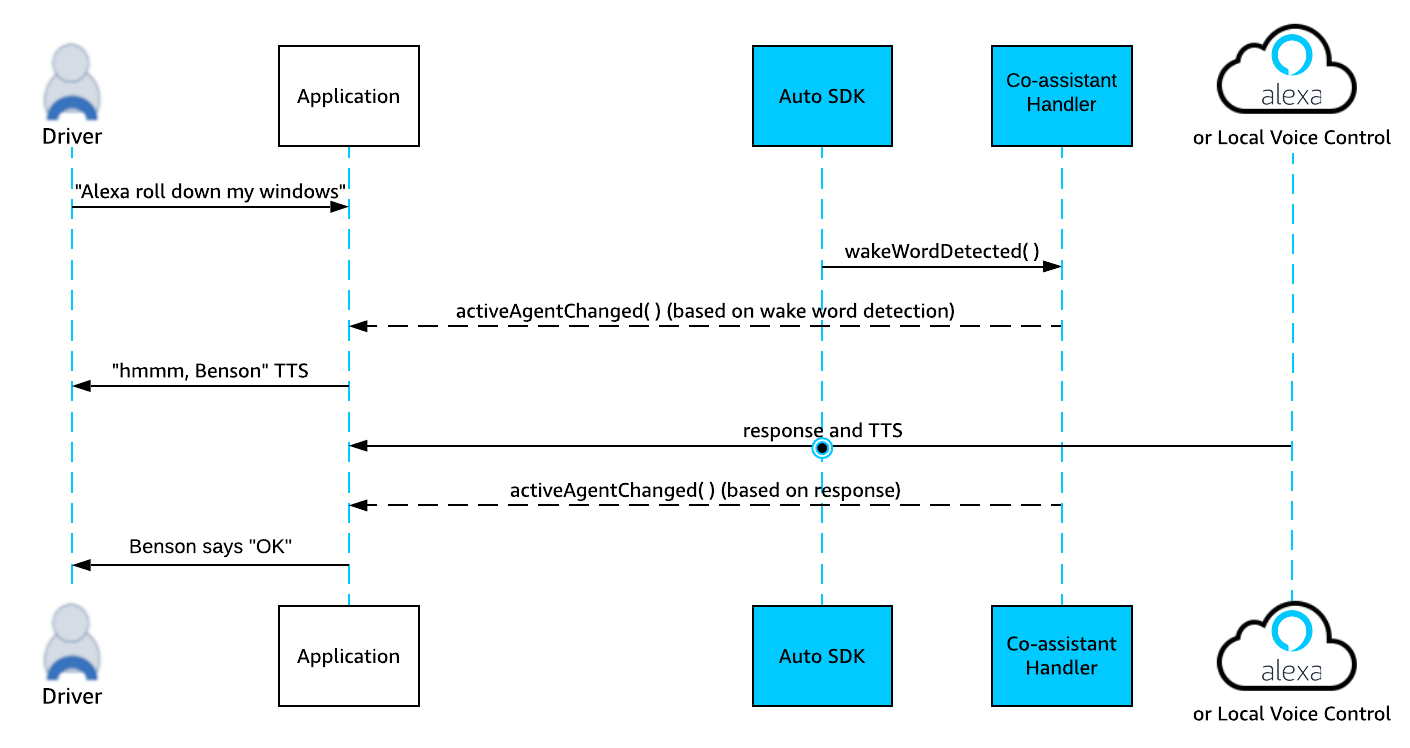 Driver
Application
Auto SDK
Co-assistant
Handler
alexa
or Local Voice Control
"Alexa roll down my windows"
wakeWordDetected( )
activeAgentChanged( ) (based on wake word detection)
"hmmm, Benson" TTS
response and TTS
activeAgentChanged( ) (based on response)
Benson says "OK"
Driver
Application
Auto SDK
Co-assistant
Handler
alexa
or Local Voice Control